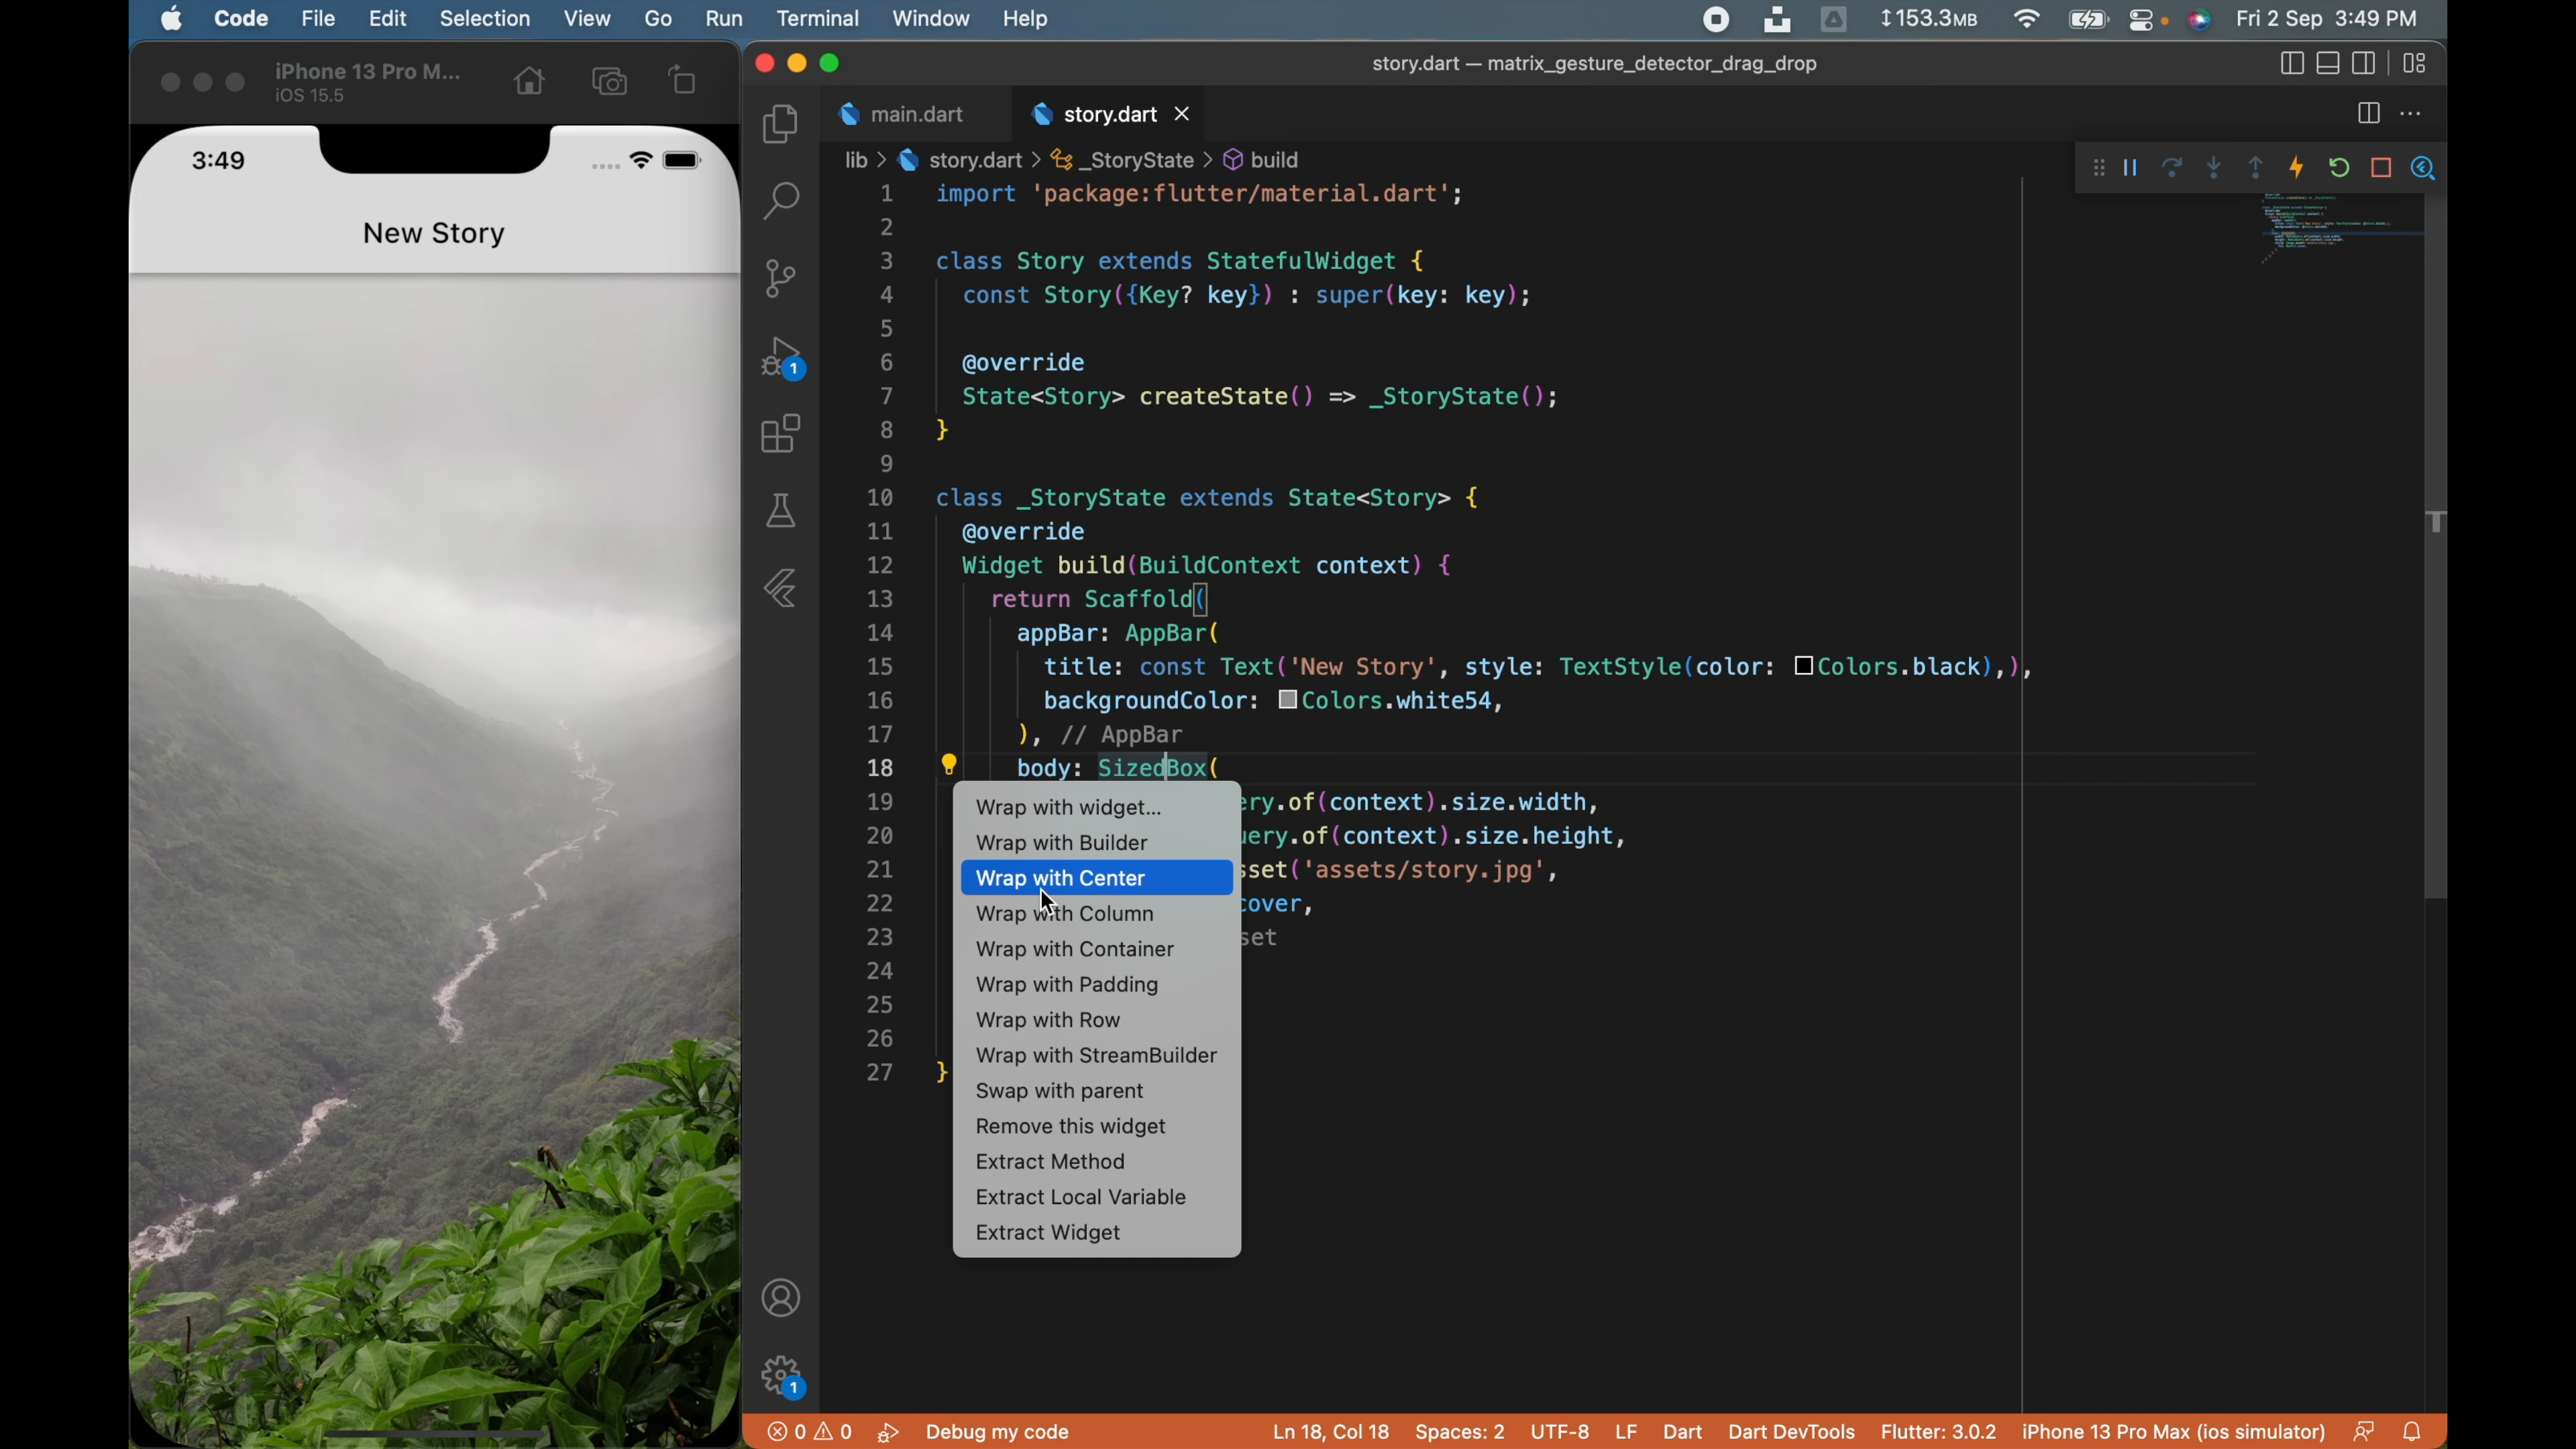 Code File Edit Selection View Go Run Terminal Window Help
153.3MB Fri 2 Sep 3:49 PM
iPhone 13 Pro M...
iOS 15.5
3:49
New Story
story.dart — matrix_gesture_detector_drag_drop
main.dart story.dart
lib > story.dart > _StoryState > build
1 import 'package:flutter/material.dart';
2
3 class Story extends StatefulWidget {
4 const Story({Key? key}) : super(key: key);
5
6 @override
7 State<Story> createState() => _StoryState();
8 }
9
10 class _StoryState extends State<Story> {
11 @override
12 Widget build(BuildContext context) {
13 return Scaffold(
14 appBar: AppBar(
15 title: const Text('New Story', style: TextStyle(color: Colors.black),),
16 backgroundColor: Colors.white54,
17 ), // AppBar
18 body: SizedBox(
19 ery.of(context).size.width,
20 uery.of(context).size.height,
21 sset('assets/story.jpg',
22 cover,
23 set
24
25
26
27 }
Wrap with widget...
Wrap with Builder
Wrap with Center
Wrap with Column
Wrap with Container
Wrap with Padding
Wrap with Row
Wrap with StreamBuilder
Swap with parent
Remove this widget
Extract Method
Extract Local Variable
Extract Widget
1
1
0 0 Debug my code Ln 18, Col 18 Spaces: 2 UTF-8 LF Dart Dart DevTools Flutter: 3.0.2 iPhone 13 Pro Max (ios simulator)